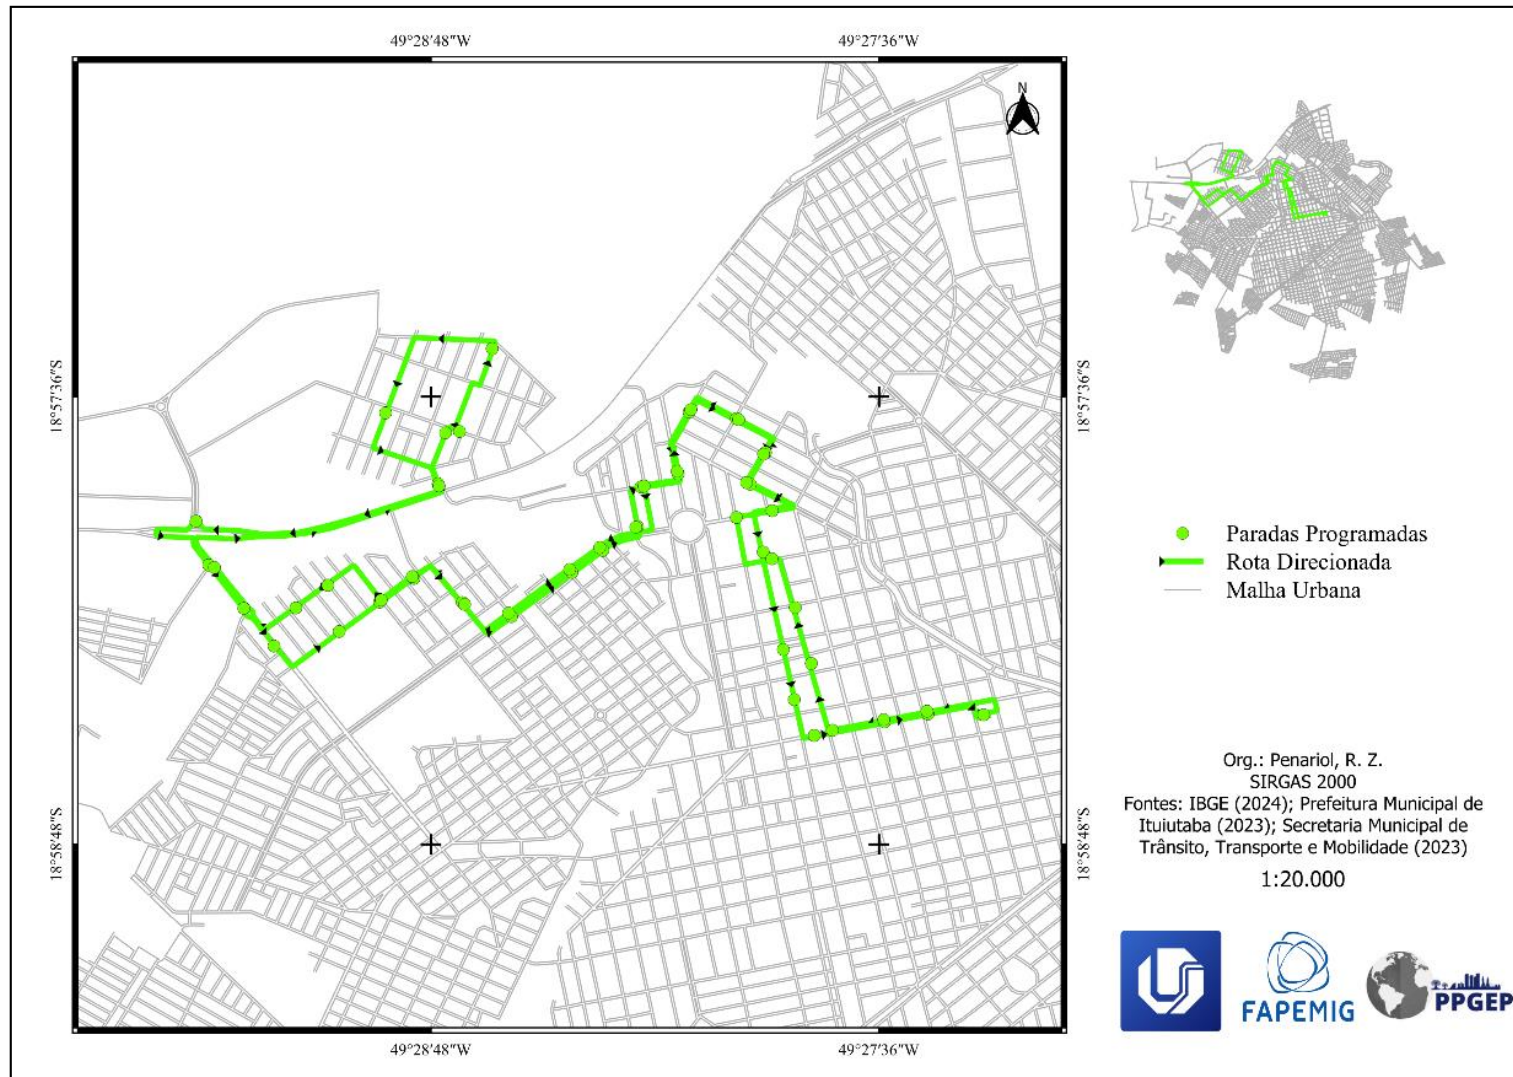 49°28'48"W
49°27'36"W
N
18°57'36"S
18°57'36"S
Paradas Programadas
Rota Direcionada
Malha Urbana
Org.: Penariol, R. Z.
SIRGAS 2000
Fontes: IBGE (2024); Prefeitura Municipal de
Ituiutaba (2023); Secretaria Municipal de
Trânsito, Transporte e Mobilidade (2023)
1:20.000
18°58'48"S
18°58'48"S
FAPEMIG
PPGEP
49°28'48"W
49°27'36"W